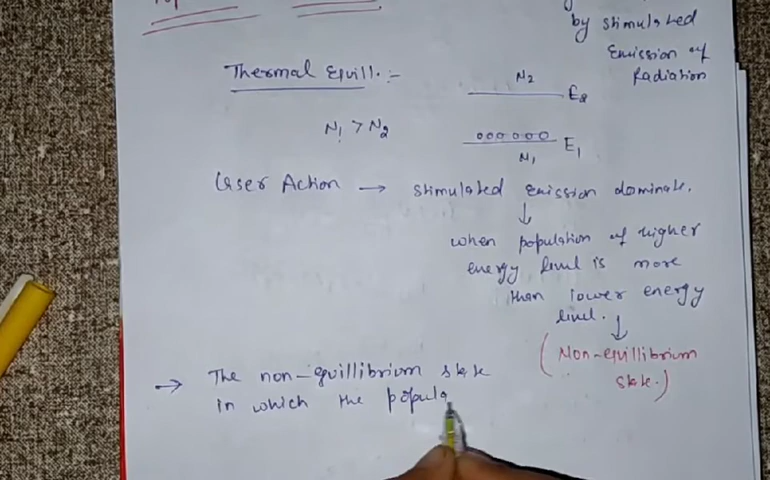 by stimulated
Emission of
Radiation
Thermal Equill. :-
N2
E2
N1 > N2
E1
N1
Laser Action → stimulated emission dominate.
when population of higher
energy level is more
than lower energy
level.
(Non-equillibrium
state.)
→ The non-equillibrium state
in which the popula